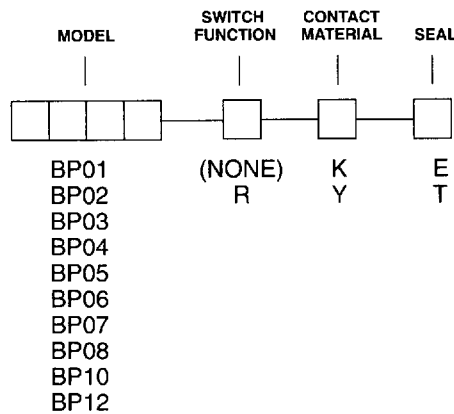 MODEL SWITCH FUNCTION CONTACT MATERIAL SEAL
BP01 (NONE) K E
BP02 R Y T
BP03
BP04
BP05
BP06
BP07
BP08
BP10
BP12